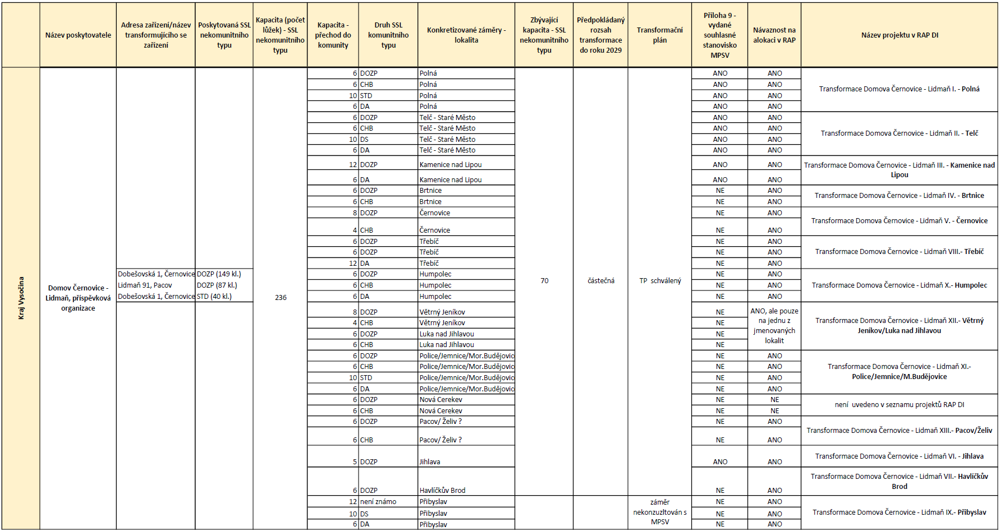 Název poskytovatele
Adresa zařízení/název
transformujícího se
zařízení
Poskytovaná SSL
nekomunitního
typu
Kapacita (počet
lůžek) - SSL
nekomunitního
typu
Kapacita -
přechod do
komunity
Druh SSL
komunitního
typu
Konkretizované záměry -
lokalita
Zbývající
kapacita - SSL
nekomunitního
typu
Předpokládaný
rozsah
transformace
do roku 2029
Transformační
plán
Příloha 9 -
vydané
souhlasné
stanovisko
MPSV
Návaznost na
alokaci v RAP
Název projektu v RAP DI
Kraj Vysočina
Domov Černovice -
Lidmaň, příspěvková
organizace
Dobešovská 1, Černovice DOZP (149 kl.)
Lidmaň 91, Pacov DOZP (87 kl.)
Dobešovská 1, Černovice STD (40 kl.)
236
6 DOZP Polná ANO ANO
6 CHB Polná ANO ANO
Transformace Domova Černovice - Lidmaň I. - Polná
10 STD Polná ANO ANO
6 DA Polná ANO ANO
6 DOZP Telč - Staré Město ANO ANO
6 CHB Telč - Staré Město ANO ANO
Transformace Domova Černovice - Lidmaň II. - Telč
10 DS Telč - Staré Město ANO ANO
6 DA Telč - Staré Město ANO ANO
12 DOZP Kamenice nad Lipou ANO ANO
Transformace Domova Černovice - Lidmaň III. - Kamenice nad
Lipou
6 DA Kamenice nad Lipou ANO ANO
6 DOZP Brtnice NE ANO
Transformace Domova Černovice - Lidmaň IV. - Brtnice
6 CHB Brtnice NE ANO
8 DOZP Černovice NE ANO
Transformace Domova Černovice - Lidmaň V. - Černovice
4 CHB Černovice NE ANO
6 DOZP Třebíč NE ANO
6 DOZP Třebíč NE ANO
Transformace Domova Černovice - Lidmaň VIII.- Třebíč
12 DA Třebíč NE ANO
6 DOZP Humpolec NE ANO
70
částečná
TP schválený
6 CHB Humpolec NE ANO
Transformace Domova Černovice - Lidmaň X.- Humpolec
6 DA Humpolec NE ANO
8 DOZP Větrný Jeníkov NE
4 CHB Větrný Jeníkov NE
6 DOZP Luka nad Jihlavou NE
6 CHB Luka nad Jihlavou NE
ANO, ale pouze
na jednu z
jmenovaných
lokalit
Transformace Domova Černovice - Lidmaň XII.- Větrný
Jeníkov/Luka nad Jihlavou
6 DOZP Police/Jemnice/Mor.Budějovic NE ANO
6 CHB Police/Jemnice/Mor.Budějovic NE ANO
Transformace Domova Černovice - Lidmaň XI.-
Police/Jemnice/M.Budějovice
10 STD Police/Jemnice/Mor.Budějovic NE ANO
6 DA Police/Jemnice/Mor.Budějovic NE ANO
6 DOZP Nová Cerekev NE NE
není uvedeno v seznamu projektů RAP DI
6 CHB Nová Cerekev NE NE
6 DOZP Pacov/ Želiv ? NE ANO
Transformace Domova Černovice - Lidmaň XIII.- Pacov/Želiv
6 CHB Pacov/ Želiv ? NE ANO
5 DOZP Jihlava ANO ANO
Transformace Domova Černovice - Lidmaň VI. - Jihlava
Transformace Domova Černovice - Lidmaň VII.- Havlíčkův
Brod
6 DOZP Havlíčkův Brod NE ANO
12 není známo Přibyslav NE ANO
záměr
nekonzuzltován s
MPSV
10 DS Přibyslav NE ANO
Transformace Domova Černovice - Lidmaň IX.- Přibyslav
6 DA Přibyslav NE ANO